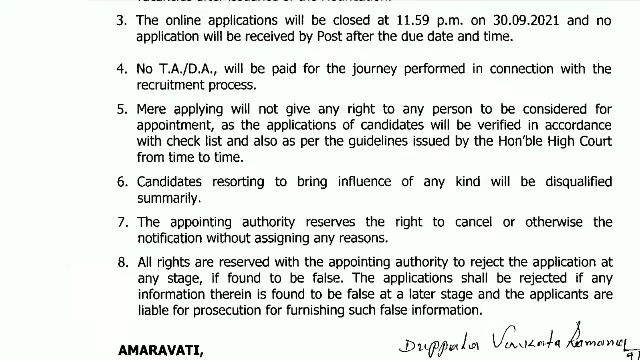 3. The online applications will be closed at 11.59 p.m. on 30.09.2021 and no
application will be received by Post after the due date and time.
4. No T.A./D.A., will be paid for the journey performed in connection with the
recruitment process.
5. Mere applying will not give any right to any person to be considered for
appointment, as the applications of candidates will be verified in accordance
with check list and also as per the guidelines issued by the Hon'ble High Court
from time to time.
6. Candidates resorting to bring influence of any kind will be disqualified
summarily.
7. The appointing authority reserves the right to cancel or otherwise the
notification without assigning any reasons.
8. All rights are reserved with the appointing authority to reject the application
at any stage, if found to be false. The applications shall be rejected if any
information therein is found to be false at a later stage and the applicants are
liable for prosecution for furnishing such false information.
Venkata Ramana
AMARAVATI,